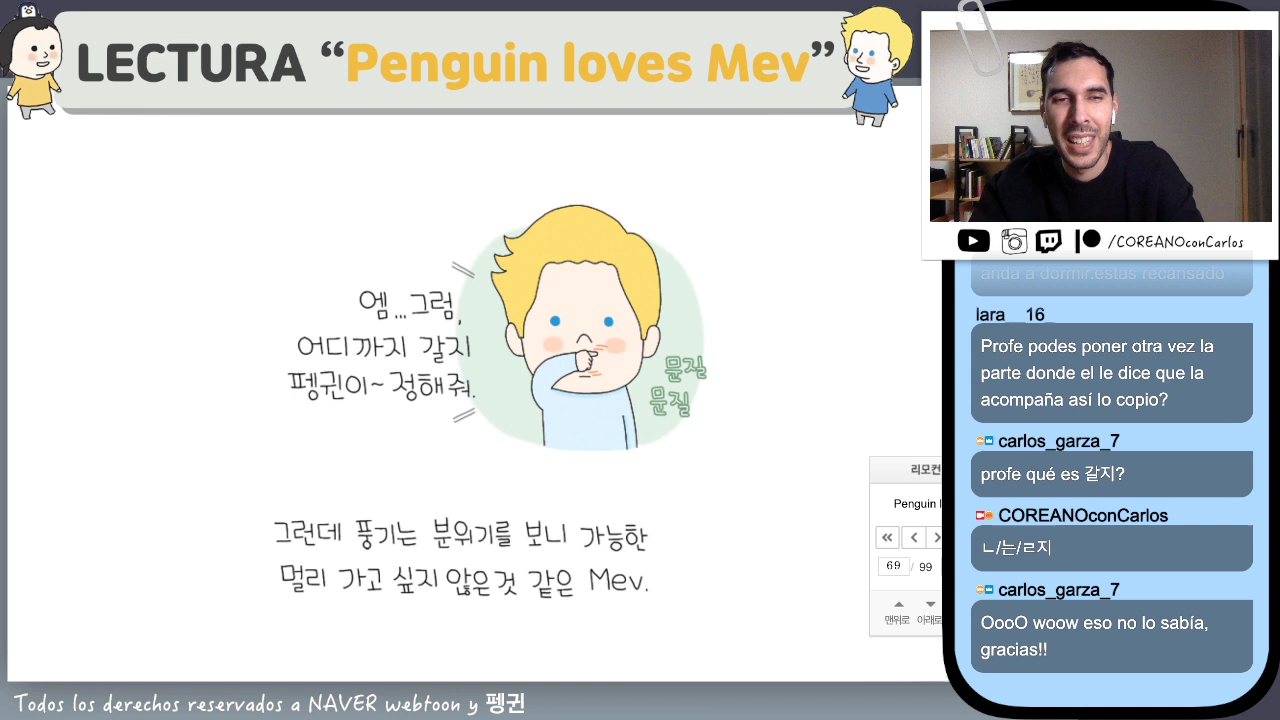 LECTURA “Penguin loves Mev”
엠...그럼,
어디까지 갈지
펭귄이~ 정해줘.
문질
문질
그런데 풍기는 분위기를 보니 가능한
멀리 가고 싶지 않은것 같은 Mev.
리모컨
Penguin l
69 / 99
맨위로 아래로
/COREANOconCarlos
anda a dormir.estas recansado
lara__16_
Profe podes poner otra vez la
parte donde el le dice que la
acompaña así lo copio?
carlos_garza_7
profe qué es 갈지?
COREANOconCarlos
ㄴ/는/ㄹ지
carlos_garza_7
OooO woow eso no lo sabía,
gracias!!
Todos los derechos reservados a NAVER webtoon y 펭귄